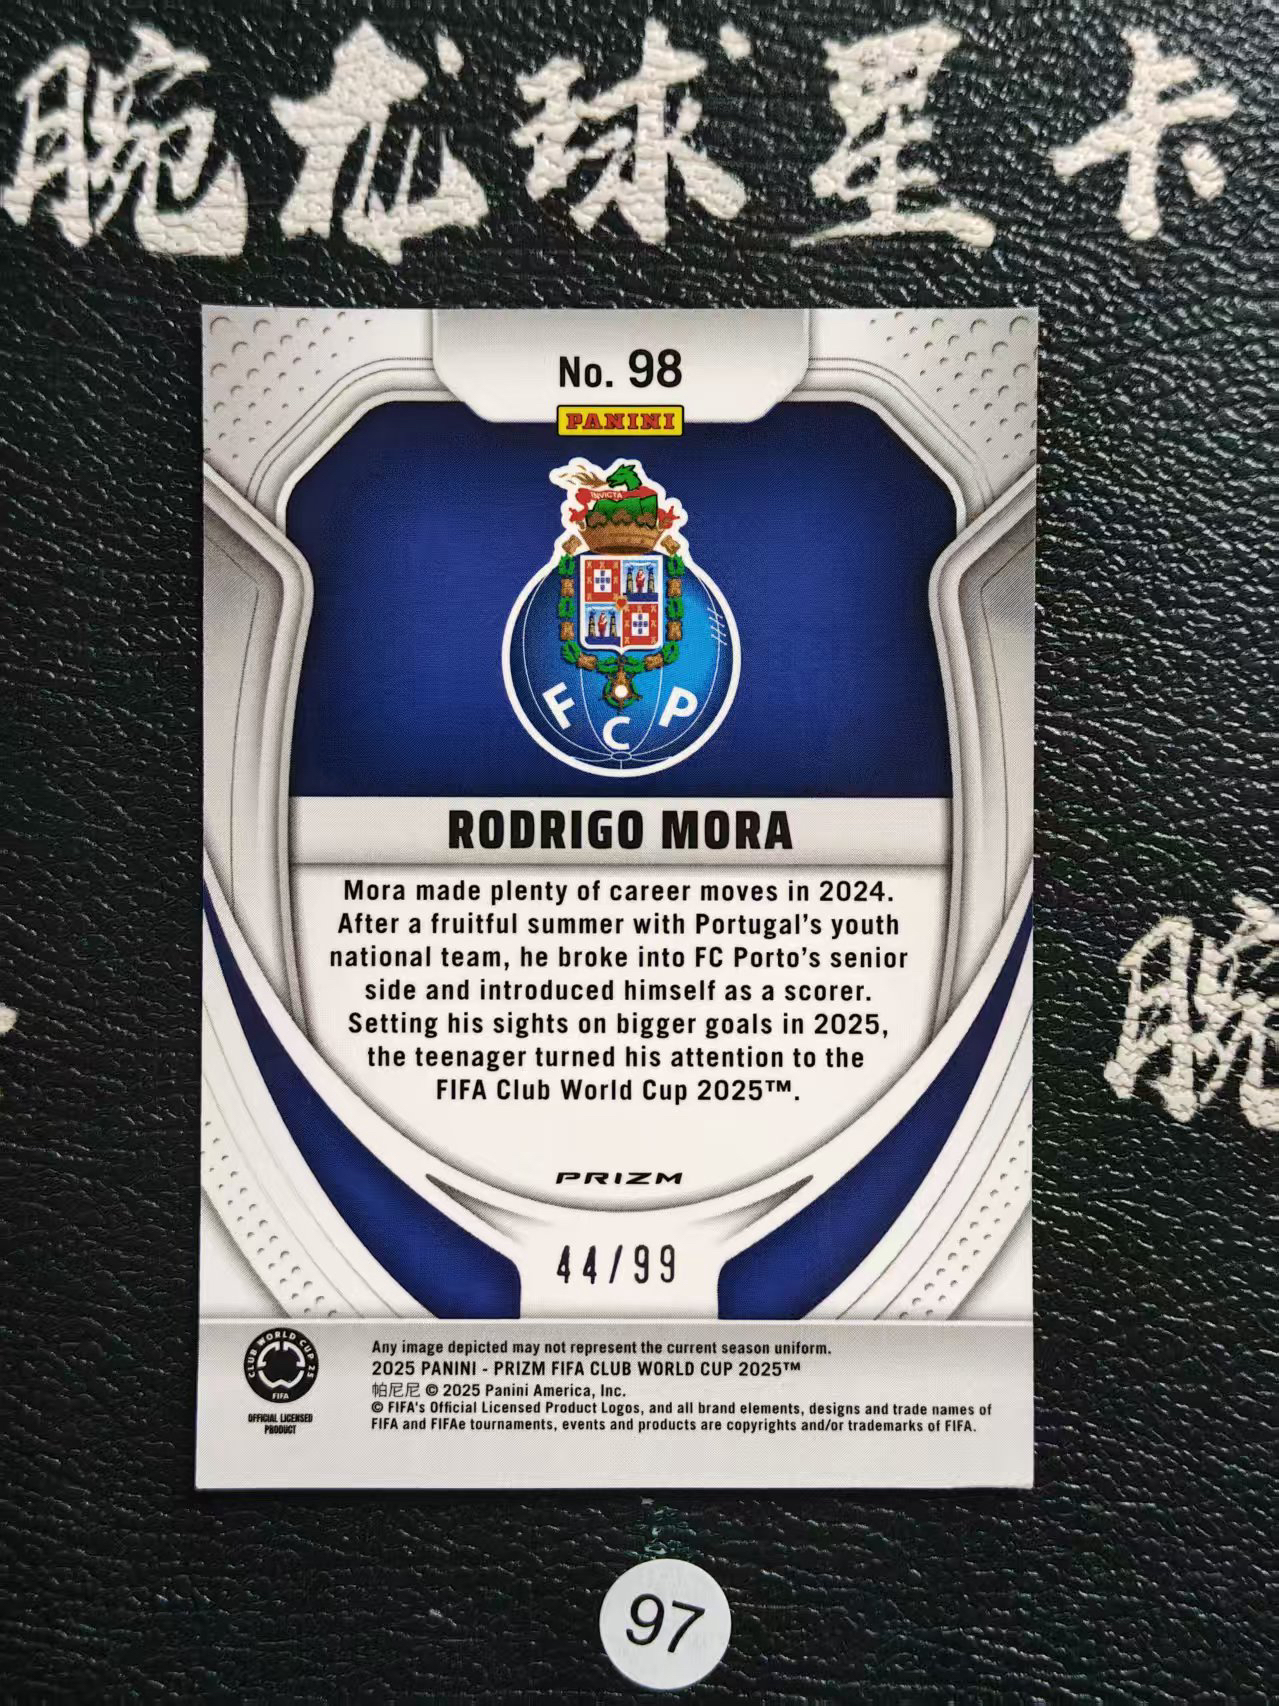 球星卡
No. 98
PANINI
INVICTA
F C P
RODRIGO MORA
Mora made plenty of career moves in 2024.
After a fruitful summer with Portugal's youth
national team, he broke into FC Porto's senior
side and introduced himself as a scorer.
Setting his sights on bigger goals in 2025,
the teenager turned his attention to the
FIFA Club World Cup 2025™.
PRIZM
44/99
CLUB WORLD CUP 25
FIFA
OFFICIAL LICENSED
PRODUCT
Any image depicted may not represent the current season uniform.
2025 PANINI - PRIZM FIFA CLUB WORLD CUP 2025™
帕尼尼 © 2025 Panini America, Inc.
© FIFA's Official Licensed Product Logos, and all brand elements, designs and trade names of
FIFA and FIFAe tournaments, events and products are copyrights and/or trademarks of FIFA.
97